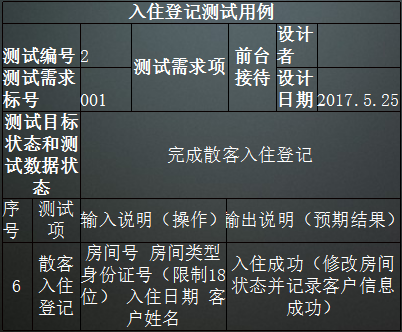 入住登记测试用例
测试编号 2 测试需求项 前台接待 设计者
测试需求标号 001 设计日期 2017.5.25
测试目标状态和测试数据状态 完成散客入住登记
序号 测试项 输入说明（操作） 输出说明（预期结果）
6 散客入住登记 房间号 房间类型 身份证号（限制18位） 入住日期 客户姓名 入住成功（修改房间状态并记录客户信息成功）